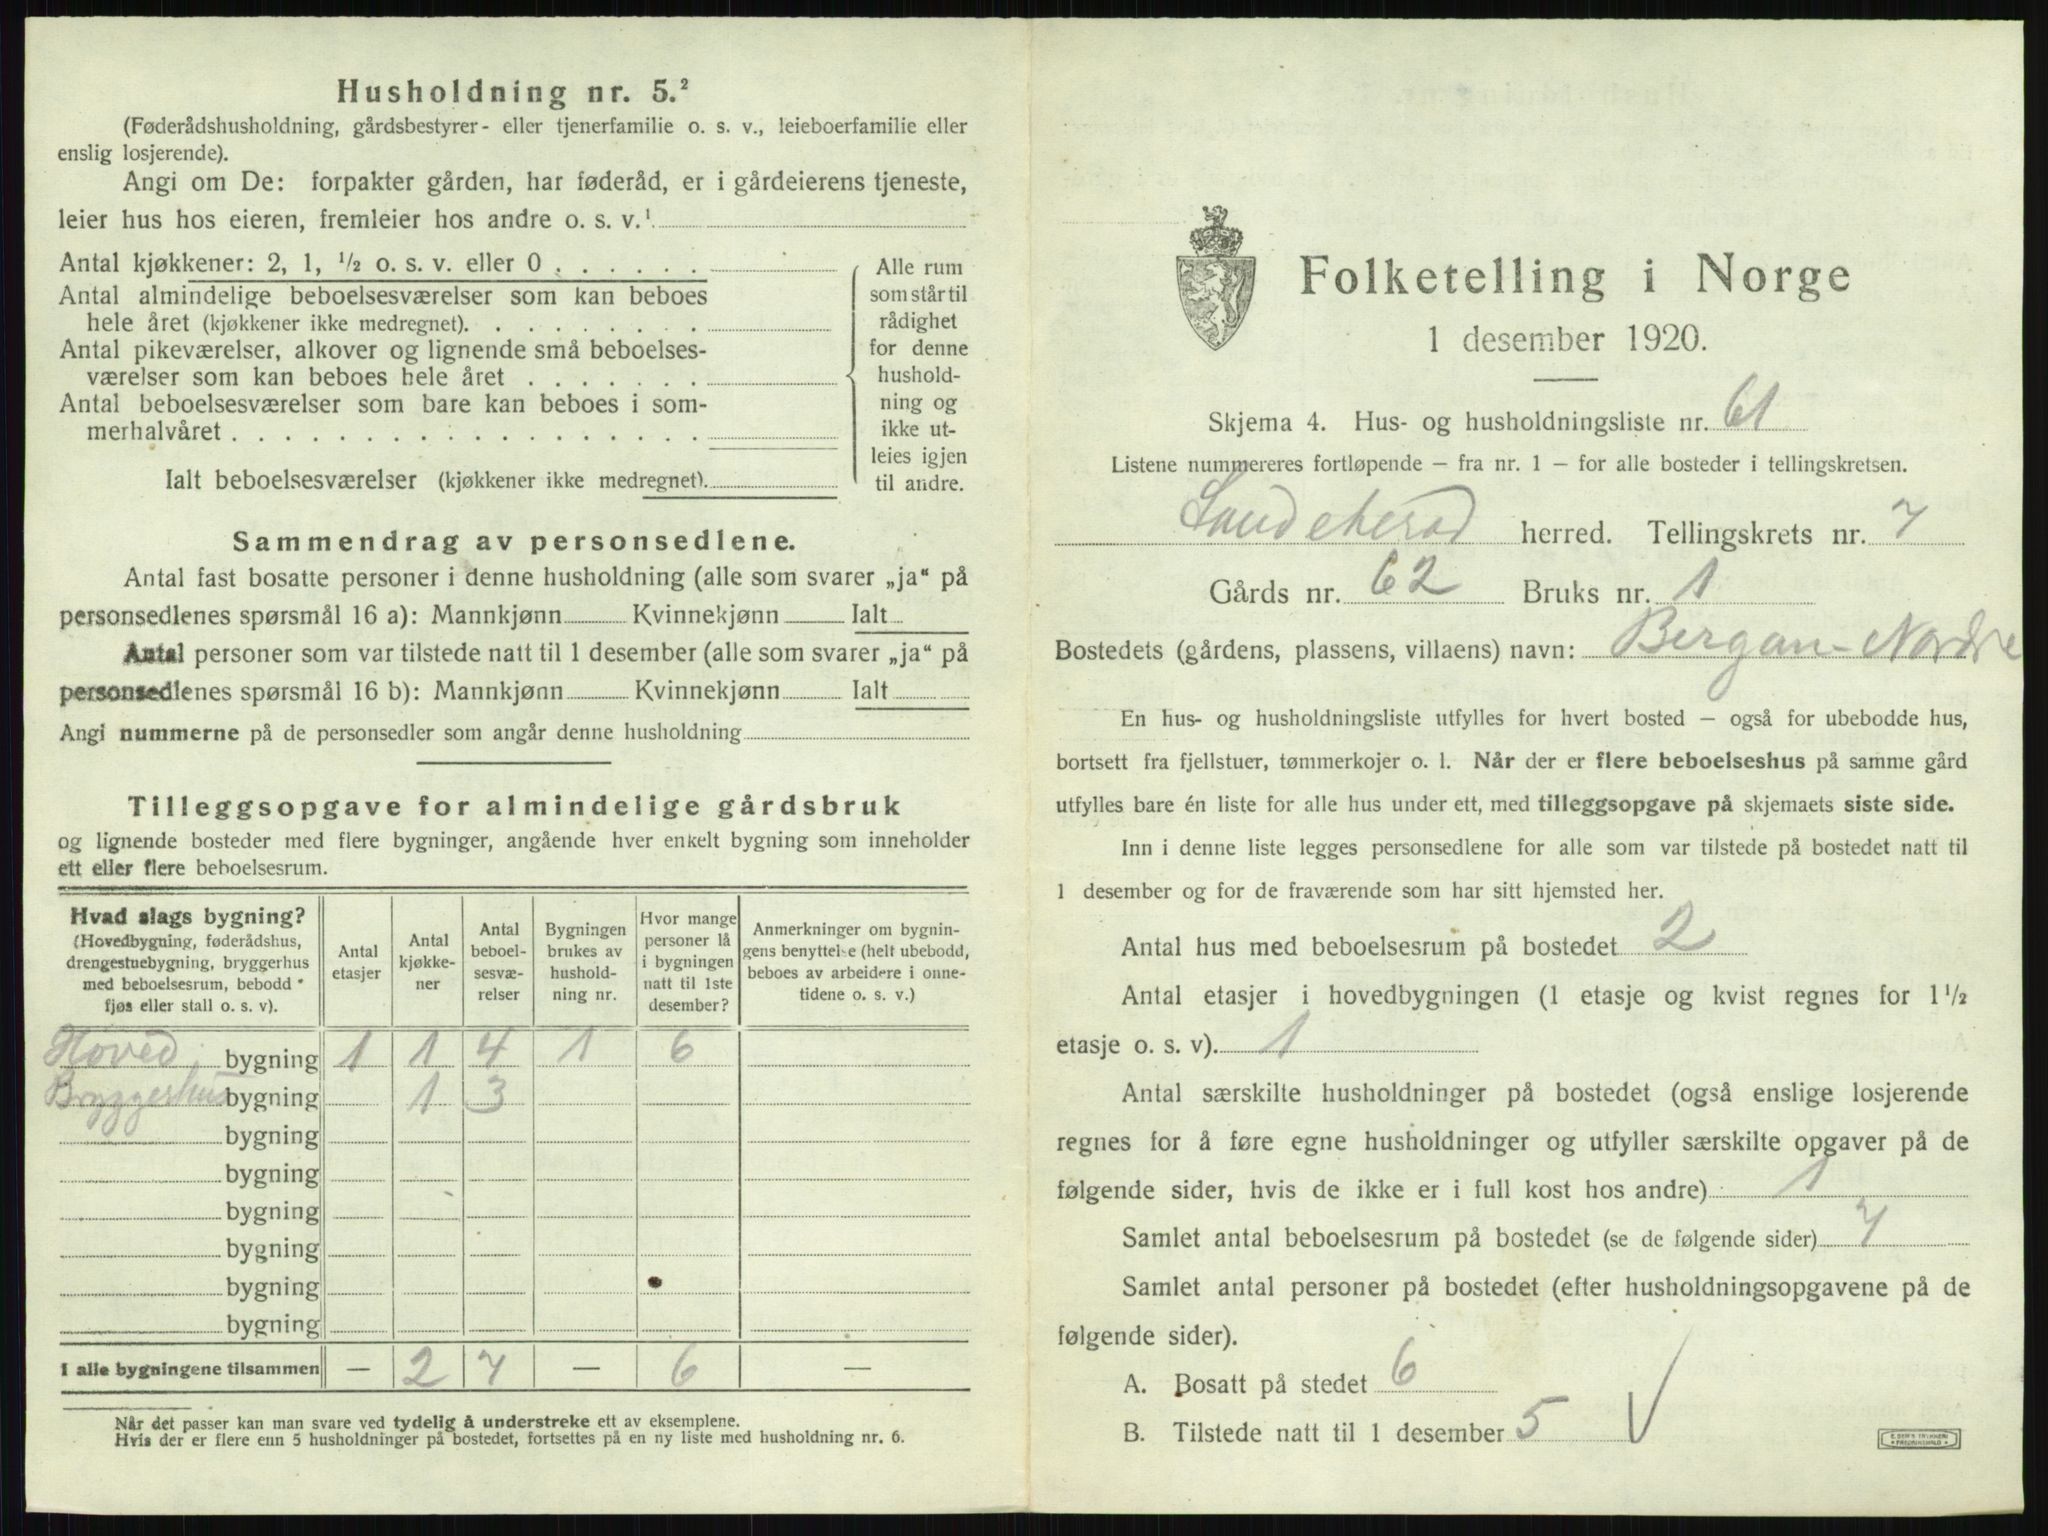 Husholdning nr. 5.²
(Føderådshusholdning, gårdsbestyrer- eller tjenerfamilie o. s. v., leieboerfamilie eller
enslig losjerende).
Angi om De: forpakter gården, har føderåd, er i gårdeierens tjeneste,
leier hus hos eieren, fremleier hos andre o. s. v.¹
Antal kjøkkener: 2, 1, ½ o. s. v. eller 0 . . . . . .
Antal almindelige beboelsesværelser som kan beboes
hele året (kjøkkener ikke medregnet). . . . . . . . .
Antal pikeværelser, alkover og lignende små beboelses-
værelser som kan beboes hele året . . . . . . .
Antal beboelsesværelser som bare kan beboes i som-
merhalvåret . . . . . . . . . . . . . . . . . .
Ialt beboelsesværelser (kjøkkener ikke medregnet).
Alle rum
som står til
rådighet
for denne
hushold-
ning og
ikke ut-
leies igjen
til andre.
Sammendrag av personsedlene.
Antal fast bosatte personer i denne husholdning (alle som svarer „ja“ på
personsedlenes spørsmål 16 a): Mannkjønn Kvinnekjønn Ialt
Antal personer som var tilstede natt til 1 desember (alle som svarer „ja“ på
personsedlenes spørsmål 16 b): Mannkjønn Kvinnekjønn Ialt
Angi nummerne på de personsedler som angår denne husholdning
Tilleggsopgave for almindelige gårdsbruk
og lignende bosteder med flere bygninger, angående hver enkelt bygning som inneholder
ett eller flere beboelsesrum.
Hvad slags bygning?
(Hovedbygning, føderådshus,
drengestuebygning, bryggerhus
med beboelsesrum, bebodd
fjøs eller stall o. s. v).
Antal
etasjer
Antal
kjøkke-
ner
Antal
beboel-
sesvæ-
relser
Bygningen
brukes av
hushold-
ning nr.
Hvor mange
personer lå
i bygningen
natt til 1ste
desember?
Anmerkninger om bygnin-
gens benyttelse (helt ubebodd,
beboes av arbeidere i onne-
tidene o. s. v.)
Hoved bygning 1 1 4 1 6
Bryggerhus bygning 1 3
bygning
bygning
bygning
bygning
bygning
bygning
I alle bygningene tilsammen — 2 7 — 6 —
Når det passer kan man svare ved tydelig å understreke ett av eksemplene.
Hvis der er flere enn 5 husholdninger på bostedet, fortsettes på en ny liste med husholdning nr. 6.
Folketelling i Norge
1 desember 1920.
Skjema 4. Hus- og husholdningsliste nr. 61
Listene nummereres fortløpende – fra nr. 1 – for alle bosteder i tellingskretsen.
Sandeherad herred. Tellingskrets nr. 7
Gårds nr. 62 Bruks nr. 1
Bostedets (gårdens, plassens, villaens) navn: Bergan-Nordre
En hus- og husholdningsliste utfylles for hvert bosted – også for ubebodde hus,
bortsett fra fjellstuer, tømmerkojer o. l. Når der er flere beboelseshus på samme gård
utfylles bare én liste for alle hus under ett, med tilleggsopgave på skjemaets siste side.
Inn i denne liste legges personsedlene for alle som var tilstede på bostedet natt til
1 desember og for de fraværende som har sitt hjemsted her.
Antal hus med beboelsesrum på bostedet 2
Antal etasjer i hovedbygningen (1 etasje og kvist regnes for 1½
etasje o. s. v). 1
Antal særskilte husholdninger på bostedet (også enslige losjerende
regnes for å føre egne husholdninger og utfyller særskilte opgaver på de
følgende sider, hvis de ikke er i full kost hos andre) 1
Samlet antal beboelsesrum på bostedet (se de følgende sider) 7
Samlet antal personer på bostedet (efter husholdningsopgavene på de
følgende sider).
A. Bosatt på stedet 6
B. Tilstede natt til 1 desember 5